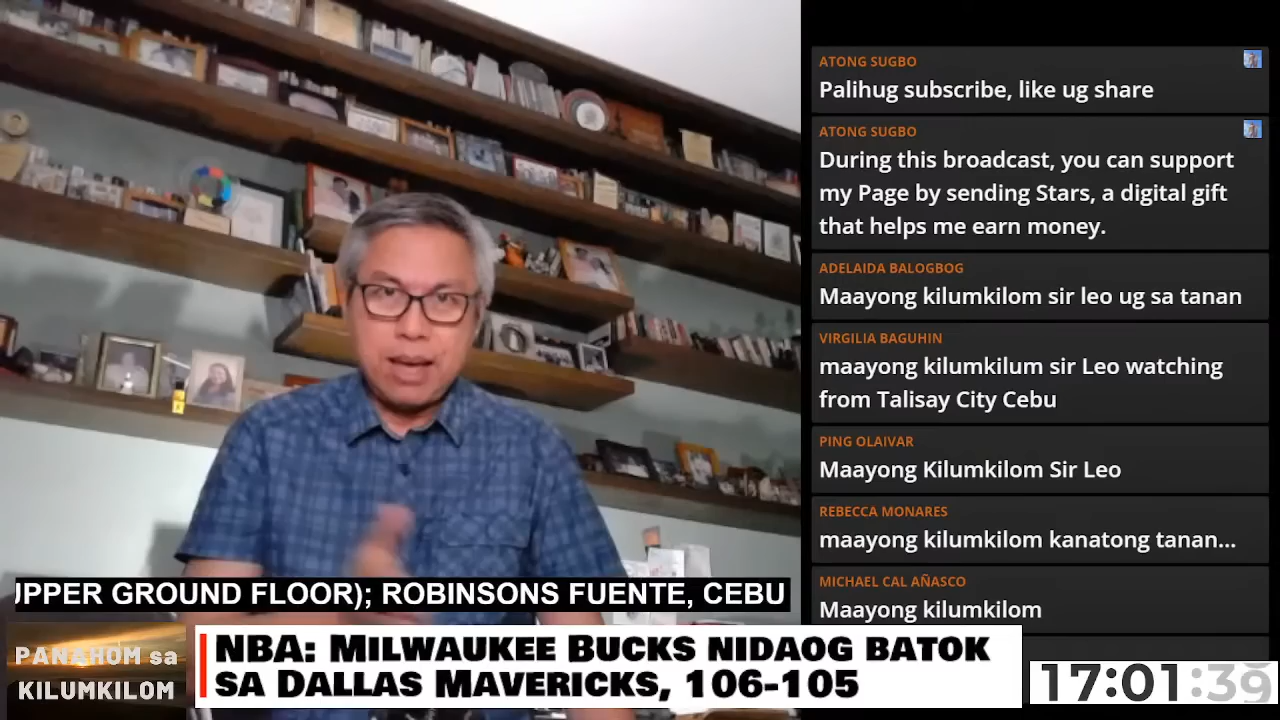 ATONG SUGBO
Palihug subscribe, like ug share
ATONG SUGBO
During this broadcast, you can support
my Page by sending Stars, a digital gift
that helps me earn money.
ADELAIDA BALOGBOG
Maayong kilumkilom sir leo ug sa tanan
VIRGILIA BAGUHIN
maayong kilumkilum sir Leo watching
from Talisay City Cebu
PING OLAIVAR
Maayong Kilumkilom Sir Leo
REBECCA MONARES
maayong kilumkilom kanatong tanan...
MICHAEL CAL AÑASCO
Maayong kilumkilom
UPPER GROUND FLOOR); ROBINSONS FUENTE, CEBU
PANAHOM sa
KILUMKILOM
NBA: MILWAUKEE BUCKS NIDAOG BATOK
SA DALLAS MAVERICKS, 106-105
17:01:39